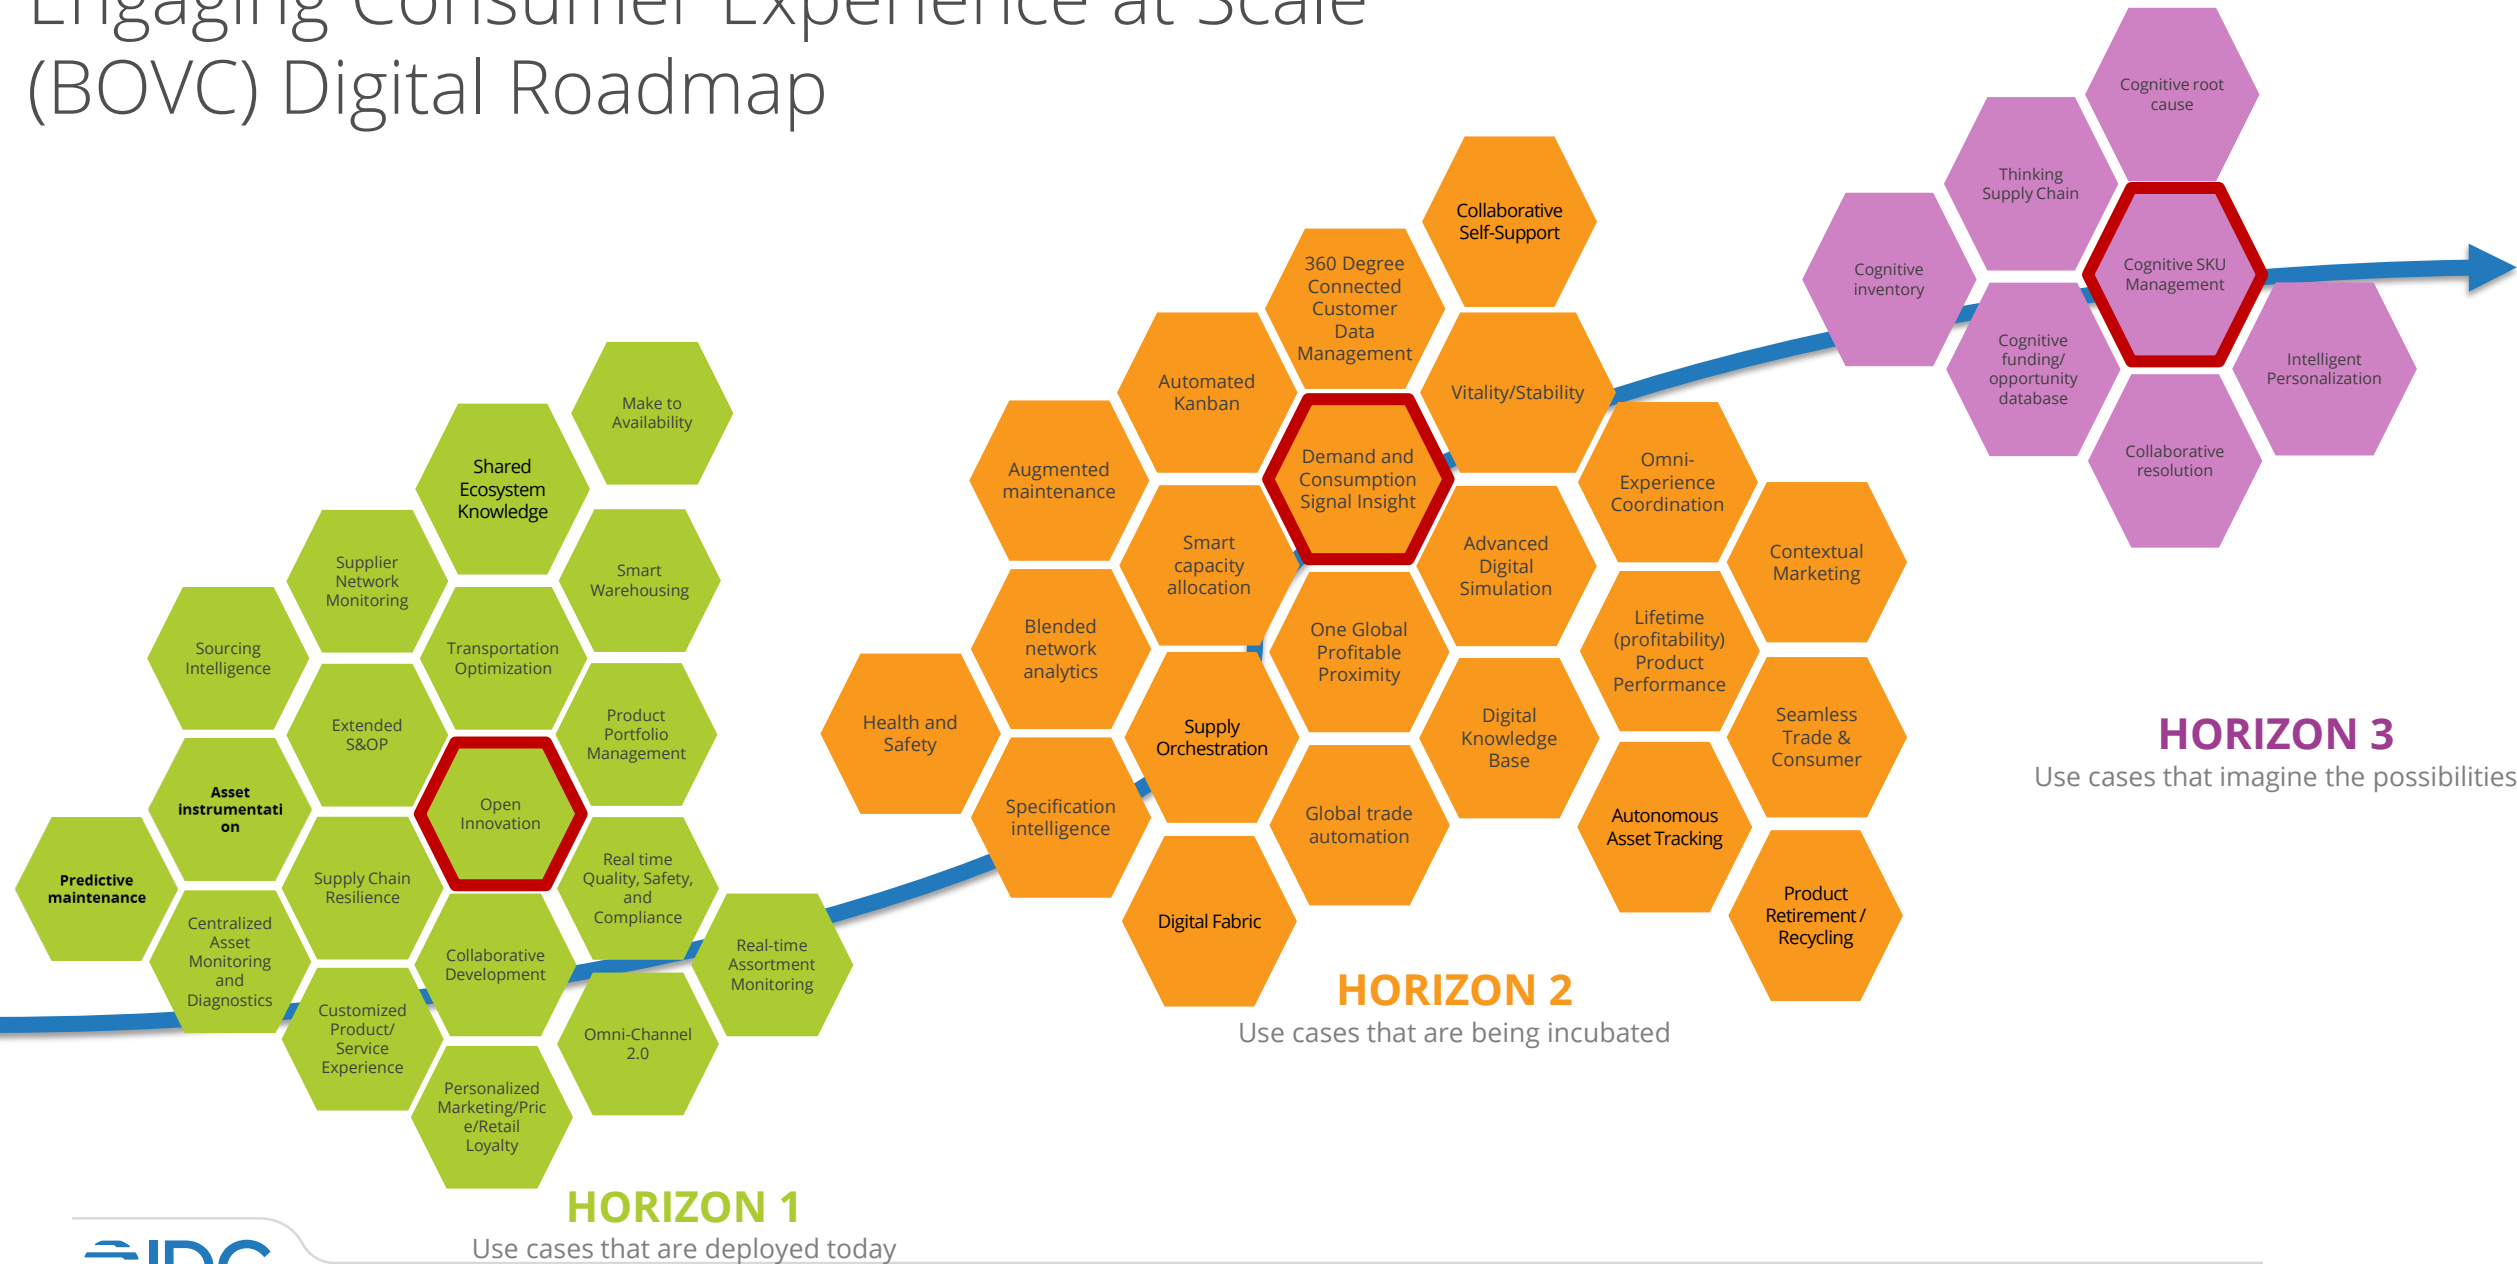 Engaging Consumer Experience at Scale
(BOVC) Digital Roadmap
Make to
Availability
Shared
Ecosystem
Knowledge
Supplier
Network
Monitoring
Smart
Warehousing
Sourcing
Intelligence
Transportation
Optimization
Extended
S&OP
Product
Portfolio
Management
Asset
instrumentati
on
Open
Innovation
Predictive
maintenance
Supply Chain
Resilience
Real time
Quality, Safety,
and
Compliance
Centralized
Asset
Monitoring
and
Diagnostics
Collaborative
Development
Real-time
Assortment
Monitoring
Customized
Product/
Service
Experience
Omni-Channel
2.0
Personalized
Marketing/Pric
e/Retail
Loyalty
HORIZON 1
Use cases that are deployed today
Collaborative
Self-Support
360 Degree
Connected
Customer
Data
Management
Automated
Kanban
Vitality/Stability
Augmented
maintenance
Demand and
Consumption
Signal Insight
Omni-
Experience
Coordination
Smart
capacity
allocation
Advanced
Digital
Simulation
Contextual
Marketing
Blended
network
analytics
One Global
Profitable
Proximity
Lifetime
(profitability)
Product
Performance
Health and
Safety
Supply
Orchestration
Digital
Knowledge
Base
Seamless
Trade &
Consumer
Specification
intelligence
Global trade
automation
Autonomous
Asset Tracking
Digital Fabric
Product
Retirement /
Recycling
HORIZON 2
Use cases that are being incubated
Cognitive root
cause
Thinking
Supply Chain
Cognitive
inventory
Cognitive SKU
Management
Cognitive
funding/
opportunity
database
Intelligent
Personalization
Collaborative
resolution
HORIZON 3
Use cases that imagine the possibilities
IDC